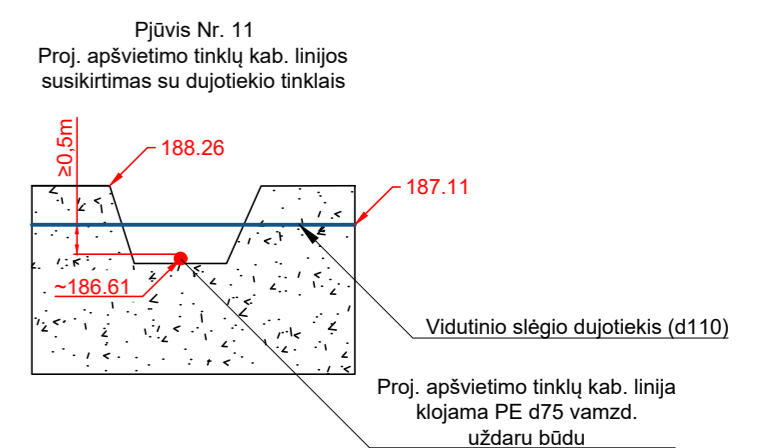 Pjūvis Nr. 11
Proj. apšvietimo tinklų kab. linijos
susikirtimas su dujotiekio tinklais
≥0,5m
188.26
187.11
~186.61
Vidutinio slėgio dujotiekis (d110)
Proj. apšvietimo tinklų kab. linija
klojama PE d75 vamzd.
uždaru būdu